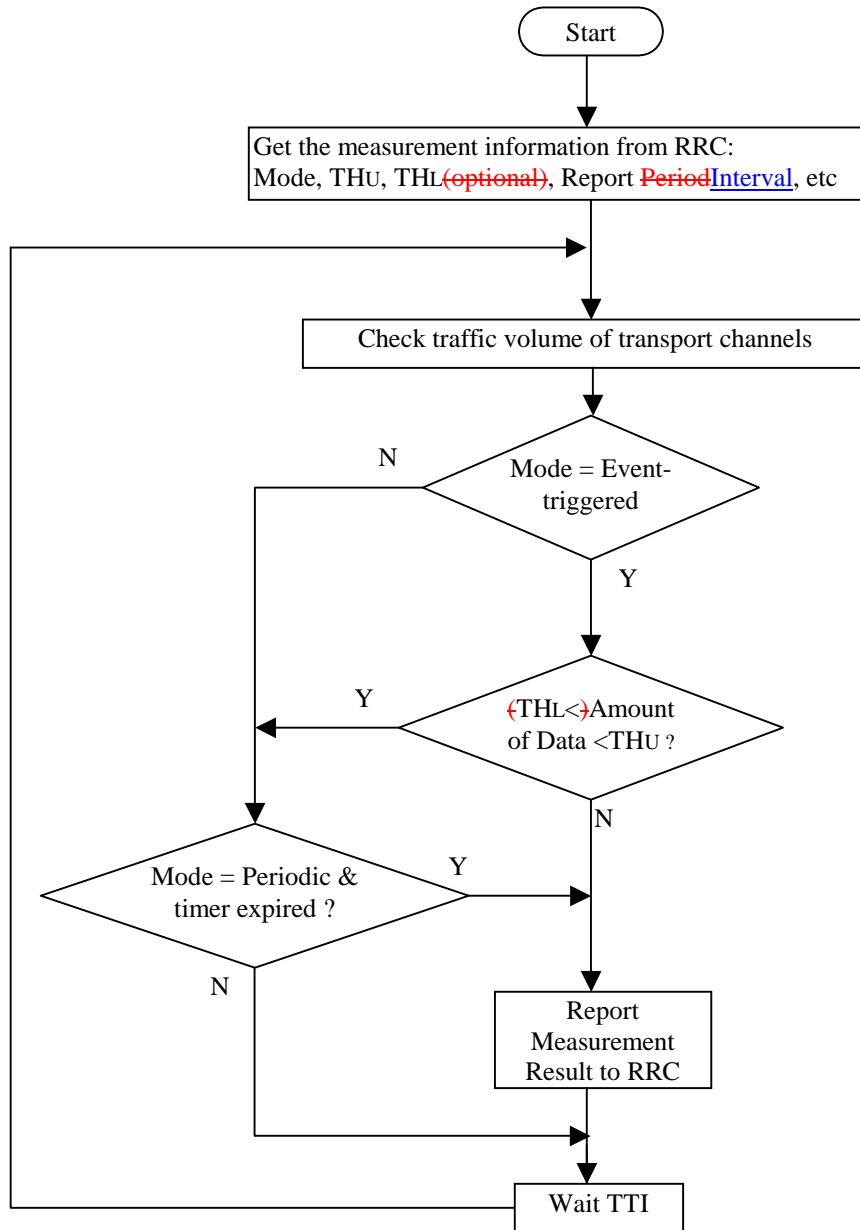 Start
Get the measurement information from RRC:
Mode, THU, THL(optional), Report PeriodInterval, etc
Check traffic volume of transport channels
N
Mode = Event-
triggered
Y
Y
(THL<)Amount
of Data <THU ?
N
Mode = Periodic &
timer expired ?
Y
N
Report
Measurement
Result to RRC
Wait TTI